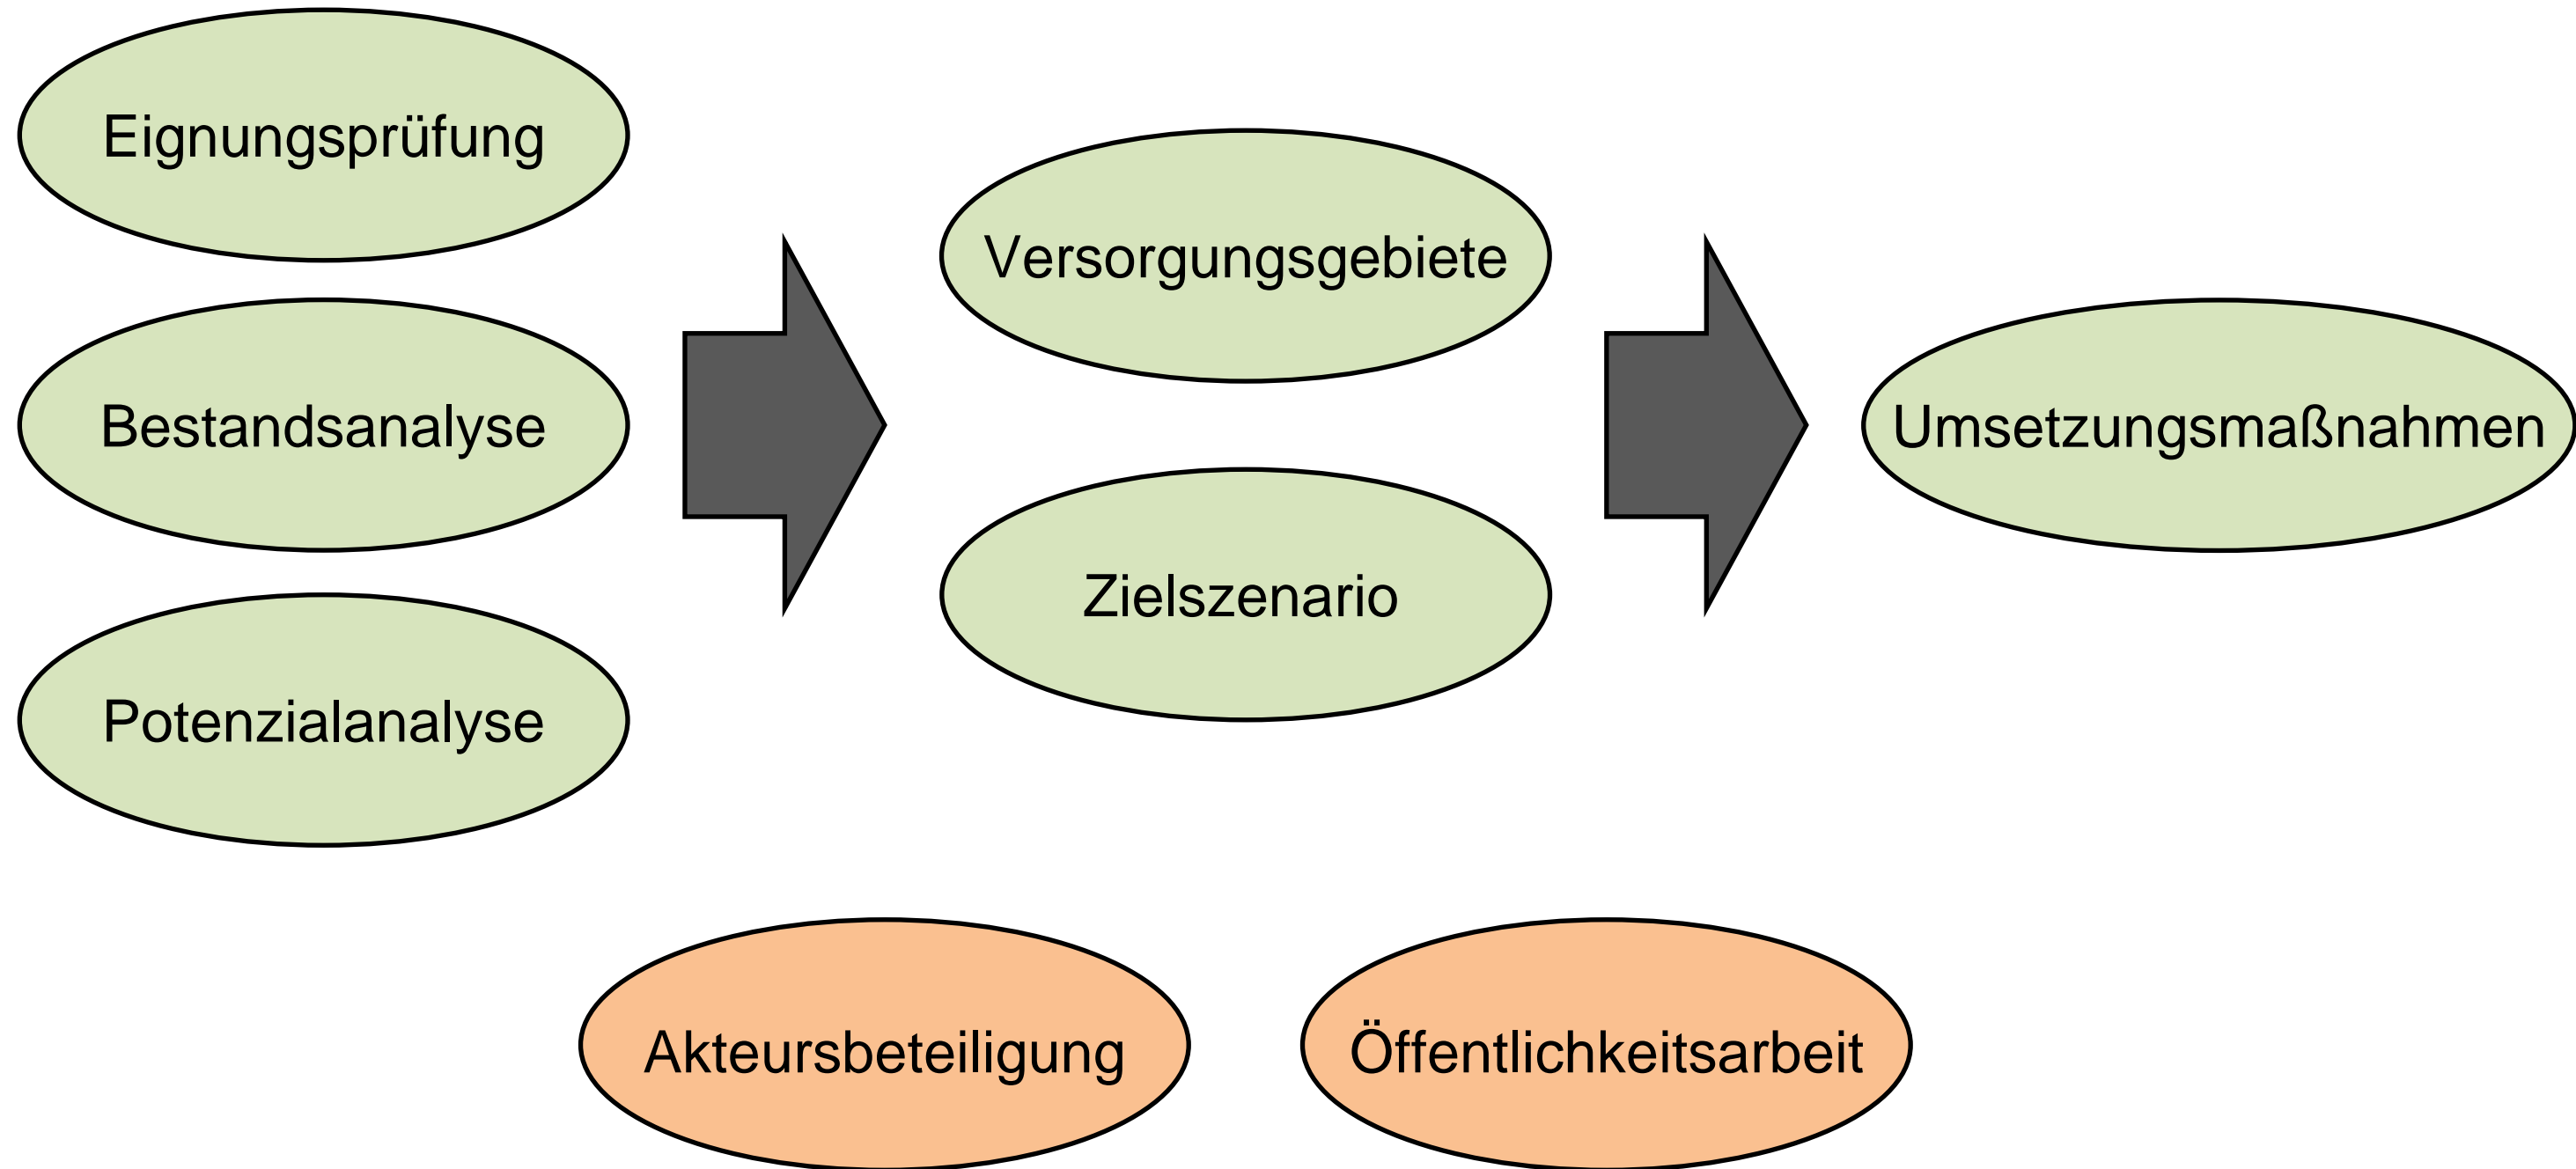 Eignungsprüfung
Bestandsanalyse
Potenzialanalyse
Versorgungsgebiete
Zielszenario
Umsetzungsmaßnahmen
Akteursbeteiligung
Öffentlichkeitsarbeit